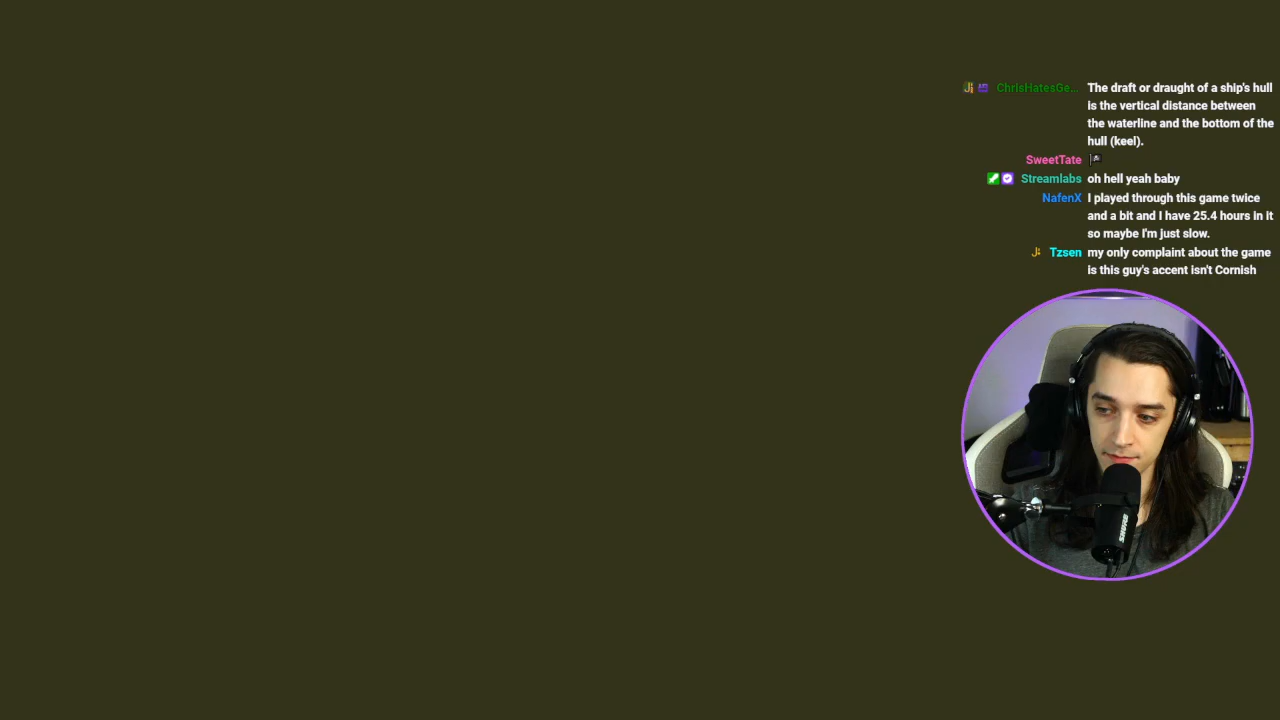 ChrisHatesGe... The draft or draught of a ship's hull
is the vertical distance between
the waterline and the bottom of the
hull (keel).
SweetTate
Streamlabs oh hell yeah baby
NafenX I played through this game twice
and a bit and I have 25.4 hours in it
so maybe I'm just slow.
Tzsen my only complaint about the game
is this guy's accent isn't Cornish
SHURE